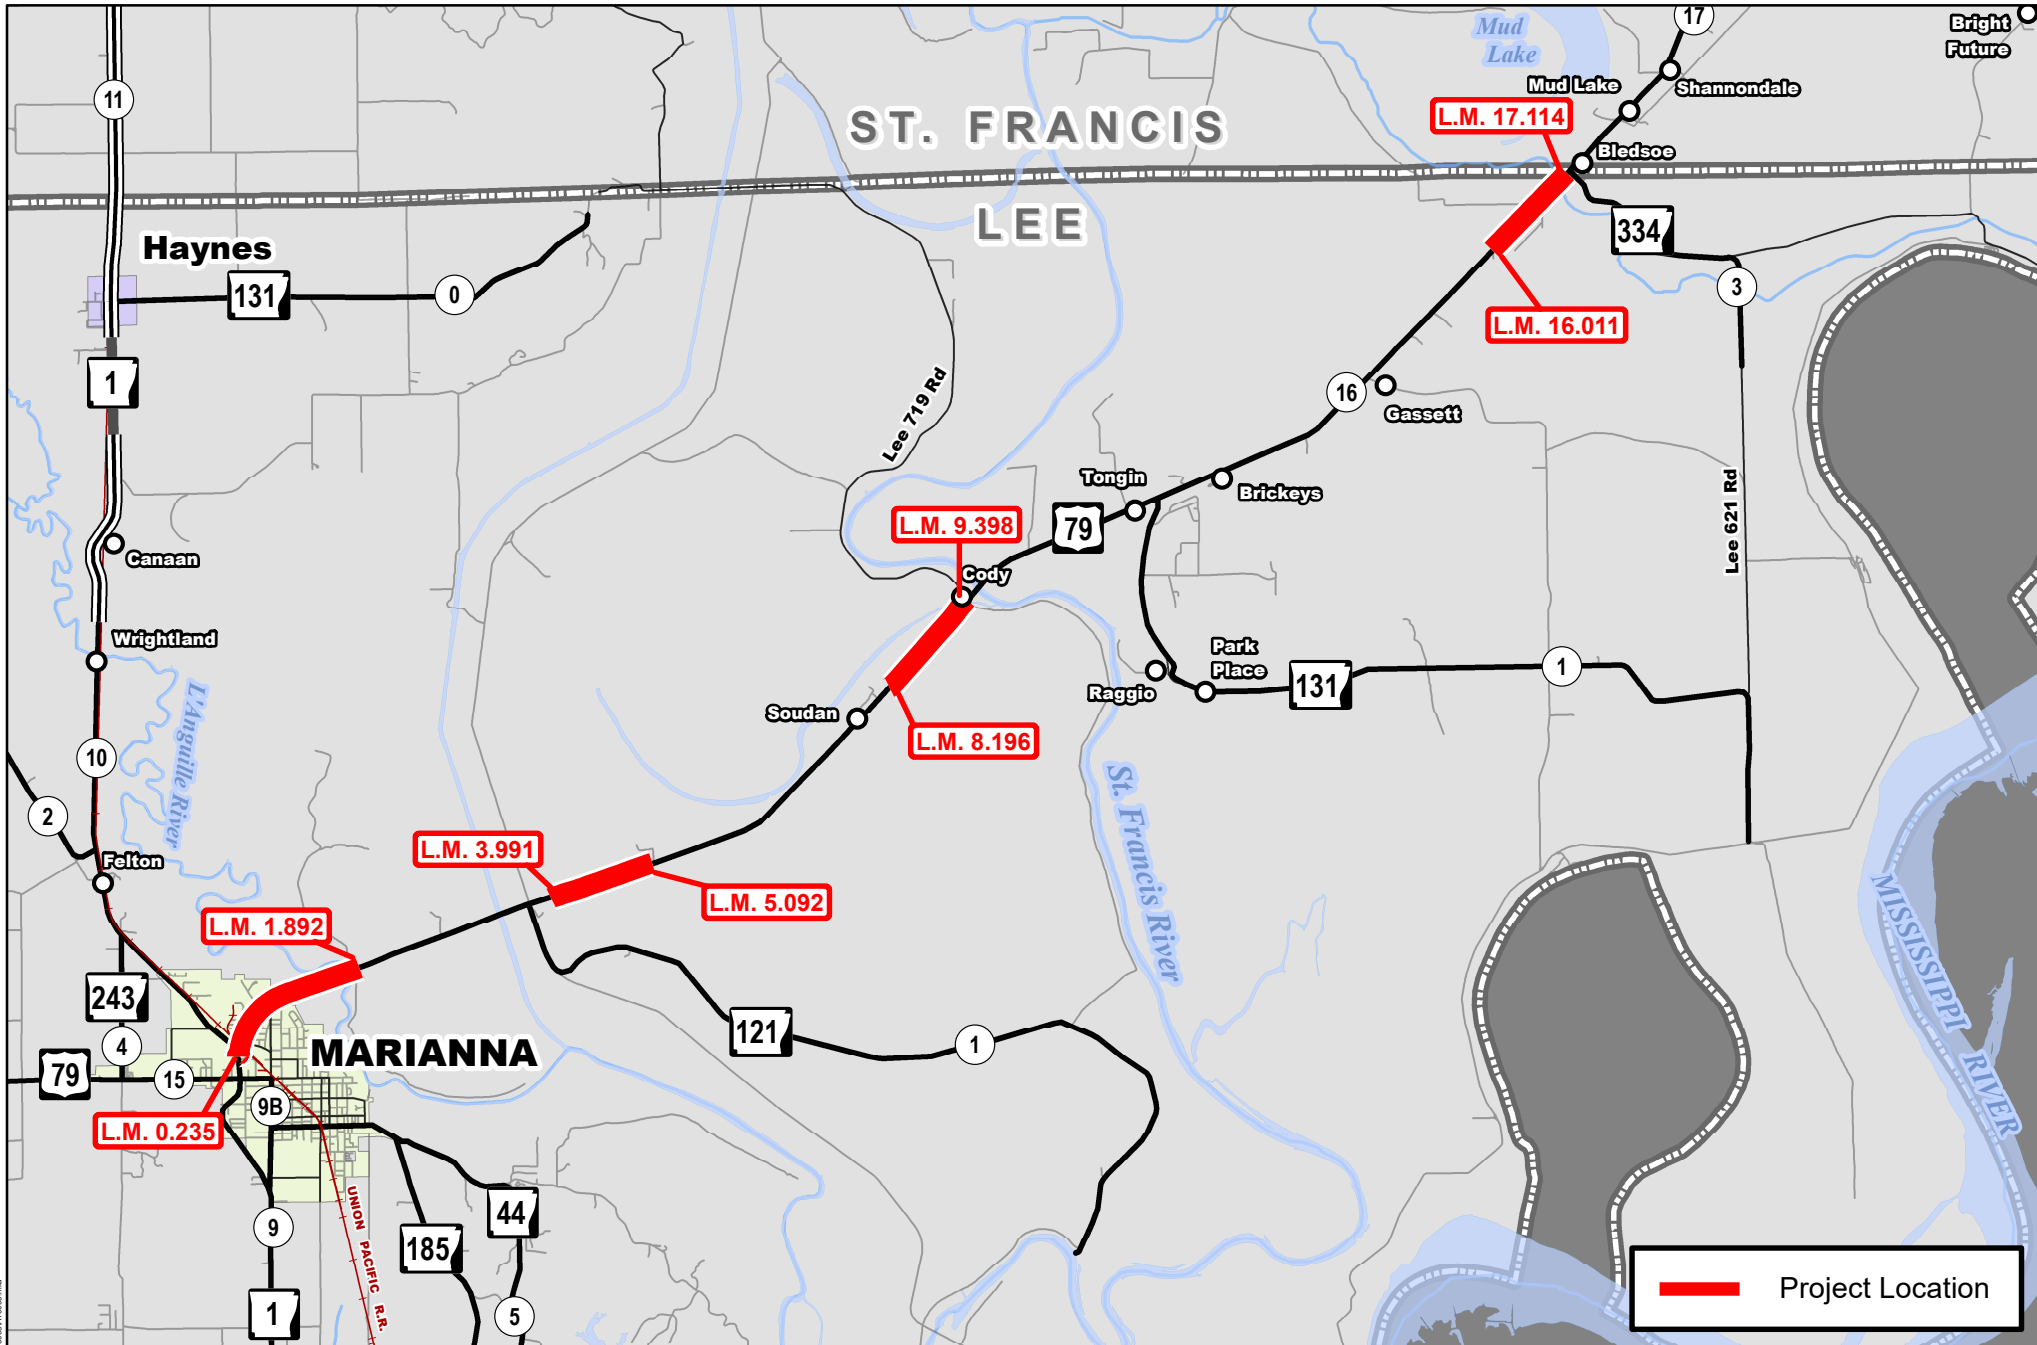 17
Bright
Future
Mud
Lake
11
Mud Lake
Shannondale
L.M. 17.114
ST. FRANCIS
Bledsoe
LEE
334
Haynes
131
0
3
L.M. 16.011
1
16
Gassett
Lee 719 Rd
Tongin
Brickeys
Lee 621 Rd
L.M. 9.398
79
Canaan
Cody
Wrightland
Park
Place
Raggio
131
1
L'Anguille River
Soudan
L.M. 8.196
10
St. Francis River
2
L.M. 3.991
Felton
L.M. 5.092
L.M. 1.892
MISSISSIPPI
RIVER
243
121
1
4
MARIANNA
79
15
9B
L.M. 0.235
UNION PACIFIC R.R.
44
9
185
1
5
Project Location